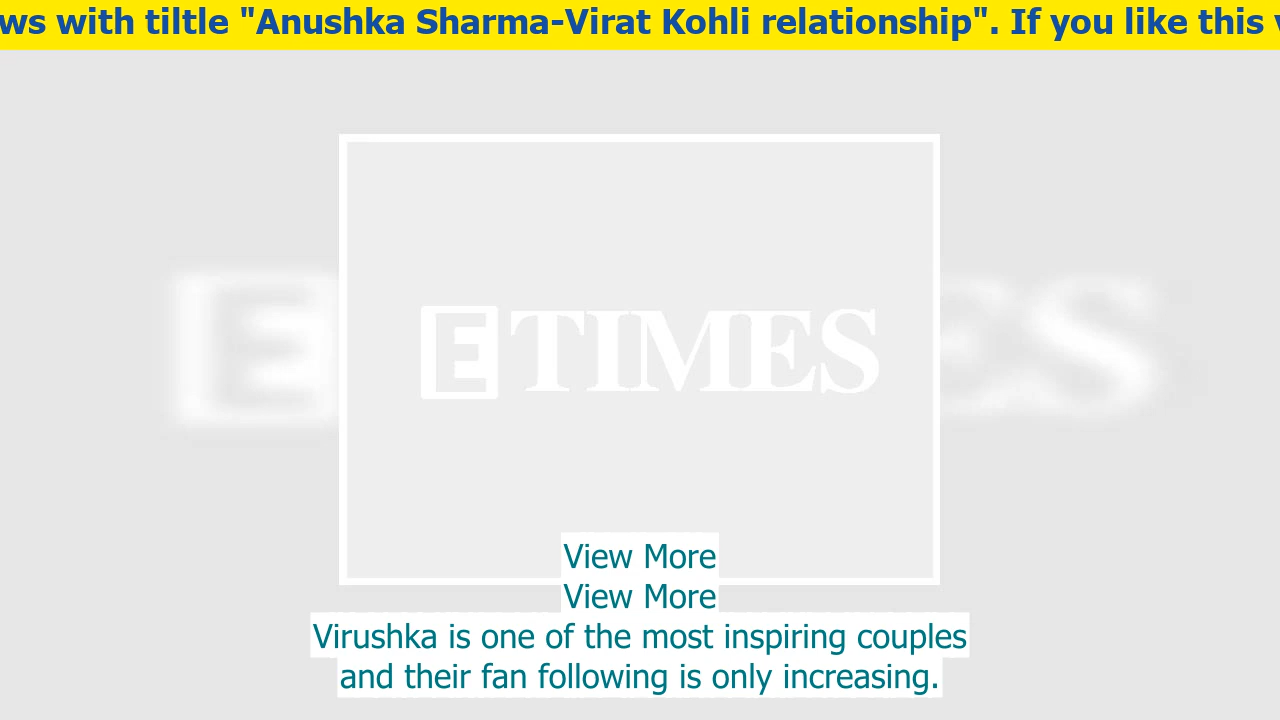 ws with tiltle "Anushka Sharma-Virat Kohli relationship". If you like this
ETIMES
View More
View More
Virushka is one of the most inspiring couples
and their fan following is only increasing.